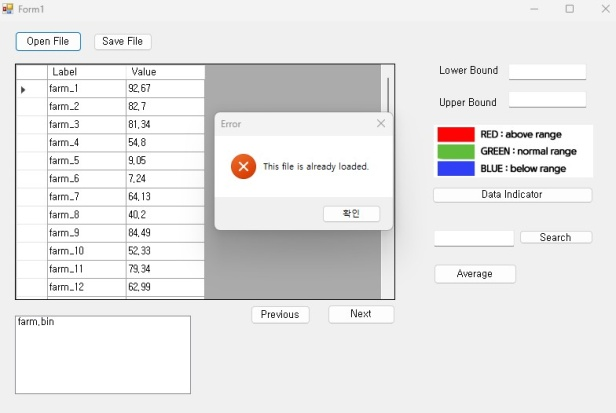 Form1
Open File
Save File
Label Value
farm_1 92,67
farm_2 82,7
farm_3 81,34
farm_4 54,8
farm_5 9,05
farm_6 7,24
farm_7 64,13
farm_8 40,2
farm_9 84,49
farm_10 52,33
farm_11 79,34
farm_12 62,99
Error
This file is already loaded.
확인
Lower Bound
Upper Bound
RED : above range
GREEN : normal range
BLUE : below range
Data Indicator
Search
Average
Previous
Next
farm,bin